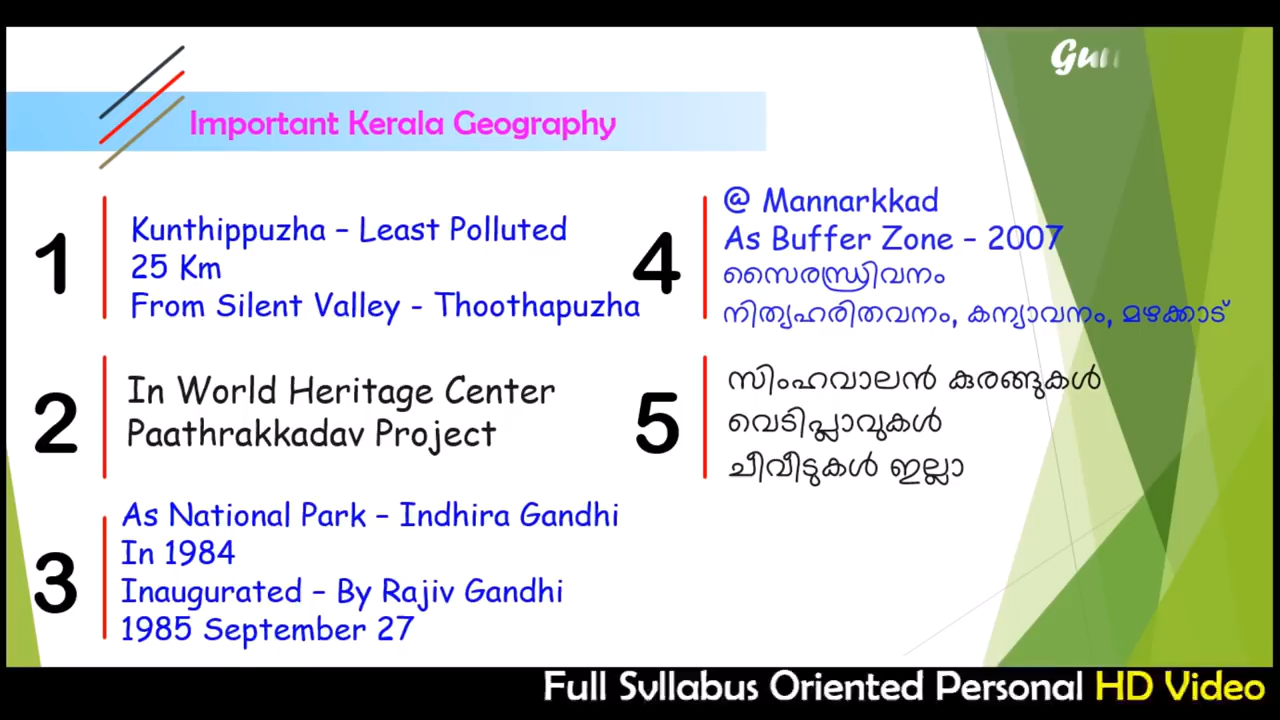 Important Kerala Geography
1
Kunthippuzha – Least Polluted
25 Km
From Silent Valley - Thoothapuzha
2
In World Heritage Center
Paathrakkadav Project
3
As National Park – Indhira Gandhi
In 1984
Inaugurated – By Rajiv Gandhi
1985 September 27
4
@ Mannarkkad
As Buffer Zone – 2007
സൈരന്ധ്രിവനം
നിത്യഹരിതവനം, കന്യാവനം, മഴക്കാട്
5
സിംഹവാലൻ കുരങ്ങുകൾ
വെടിപ്ലാവുകൾ
ചീവീടുകൾ ഇല്ലാ
Full Syllabus Oriented Personal HD Video